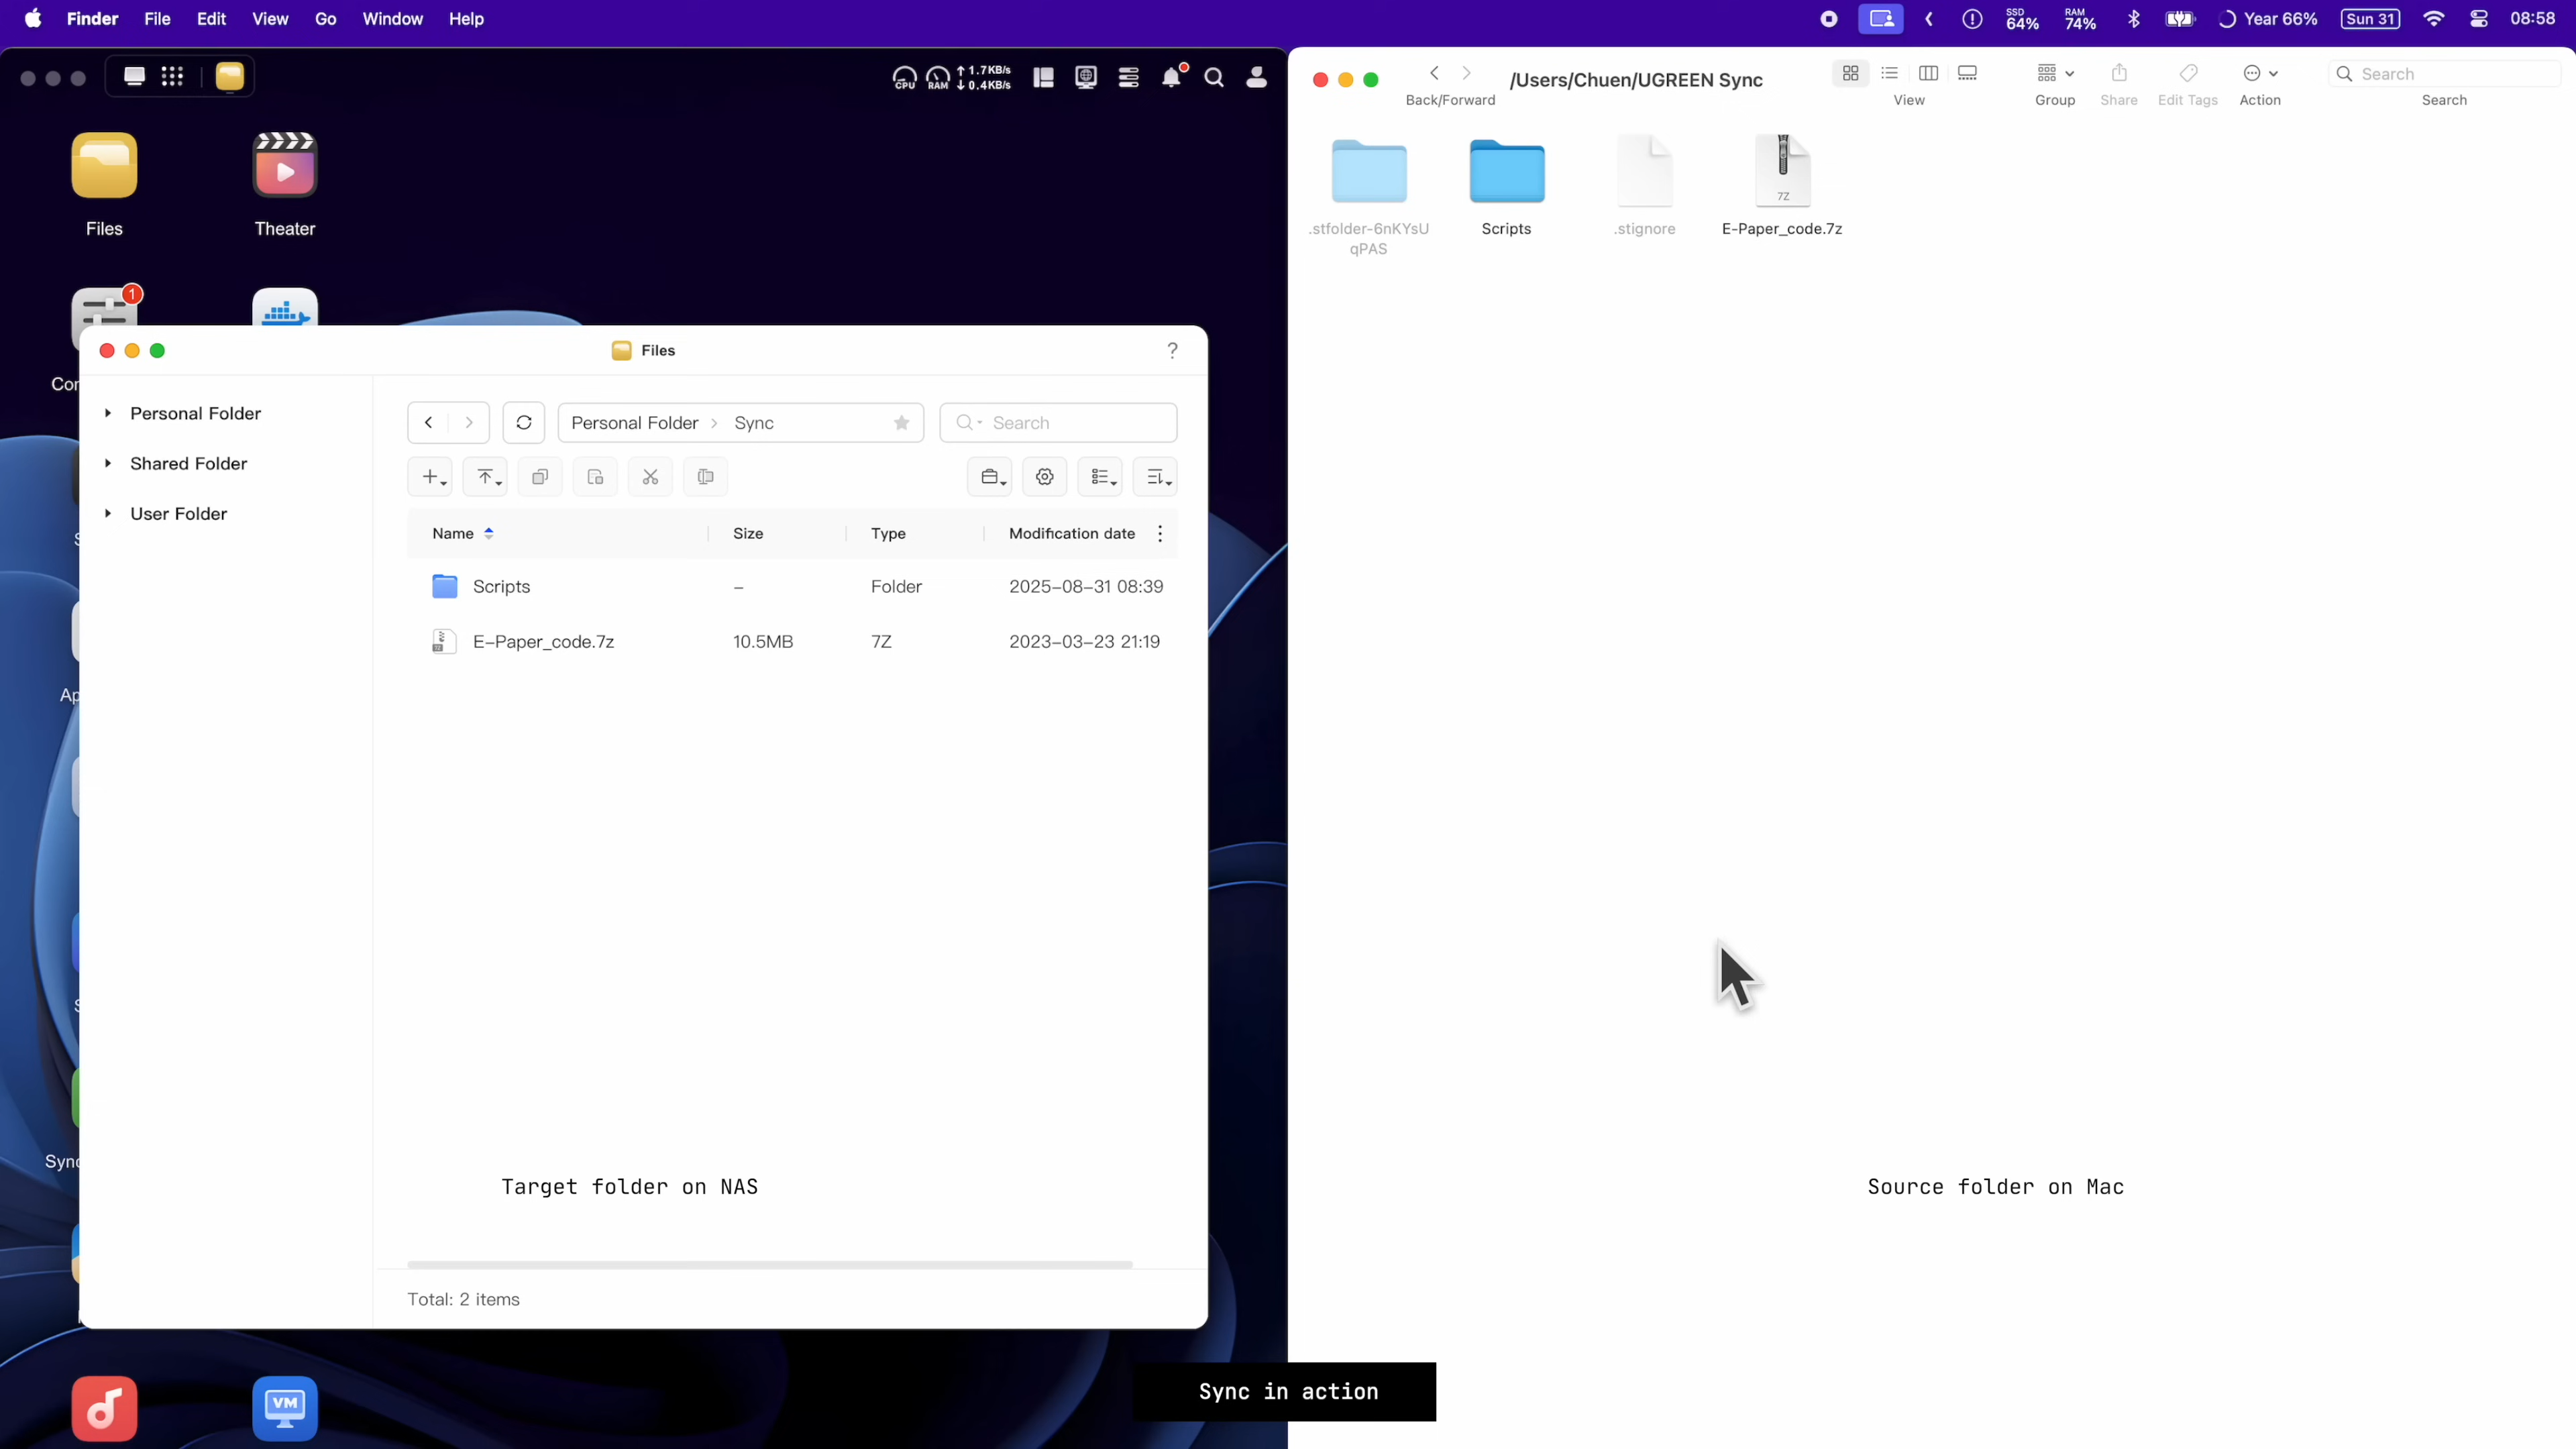 Finder File Edit View Go Window Help
SSD 64% RAM 74% Year 66% Sun 31 08:58
CPU RAM 1.7KB/s 0.4KB/s
/Users/Chuen/UGREEN Sync
Search
Back/Forward View Group Share Edit Tags Action Search
Files Theater
.stfolder-6nKYsU
qPAS
Scripts
.stignore
7Z
E-Paper_code.7z
1
Files
?
Personal Folder
Shared Folder
User Folder
Personal Folder > Sync
Search
Name Size Type Modification date
Scripts – Folder 2025-08-31 08:39
E-Paper_code.7z 10.5MB 7Z 2023-03-23 21:19
Target folder on NAS
Source folder on Mac
Total: 2 items
VM
Sync in action